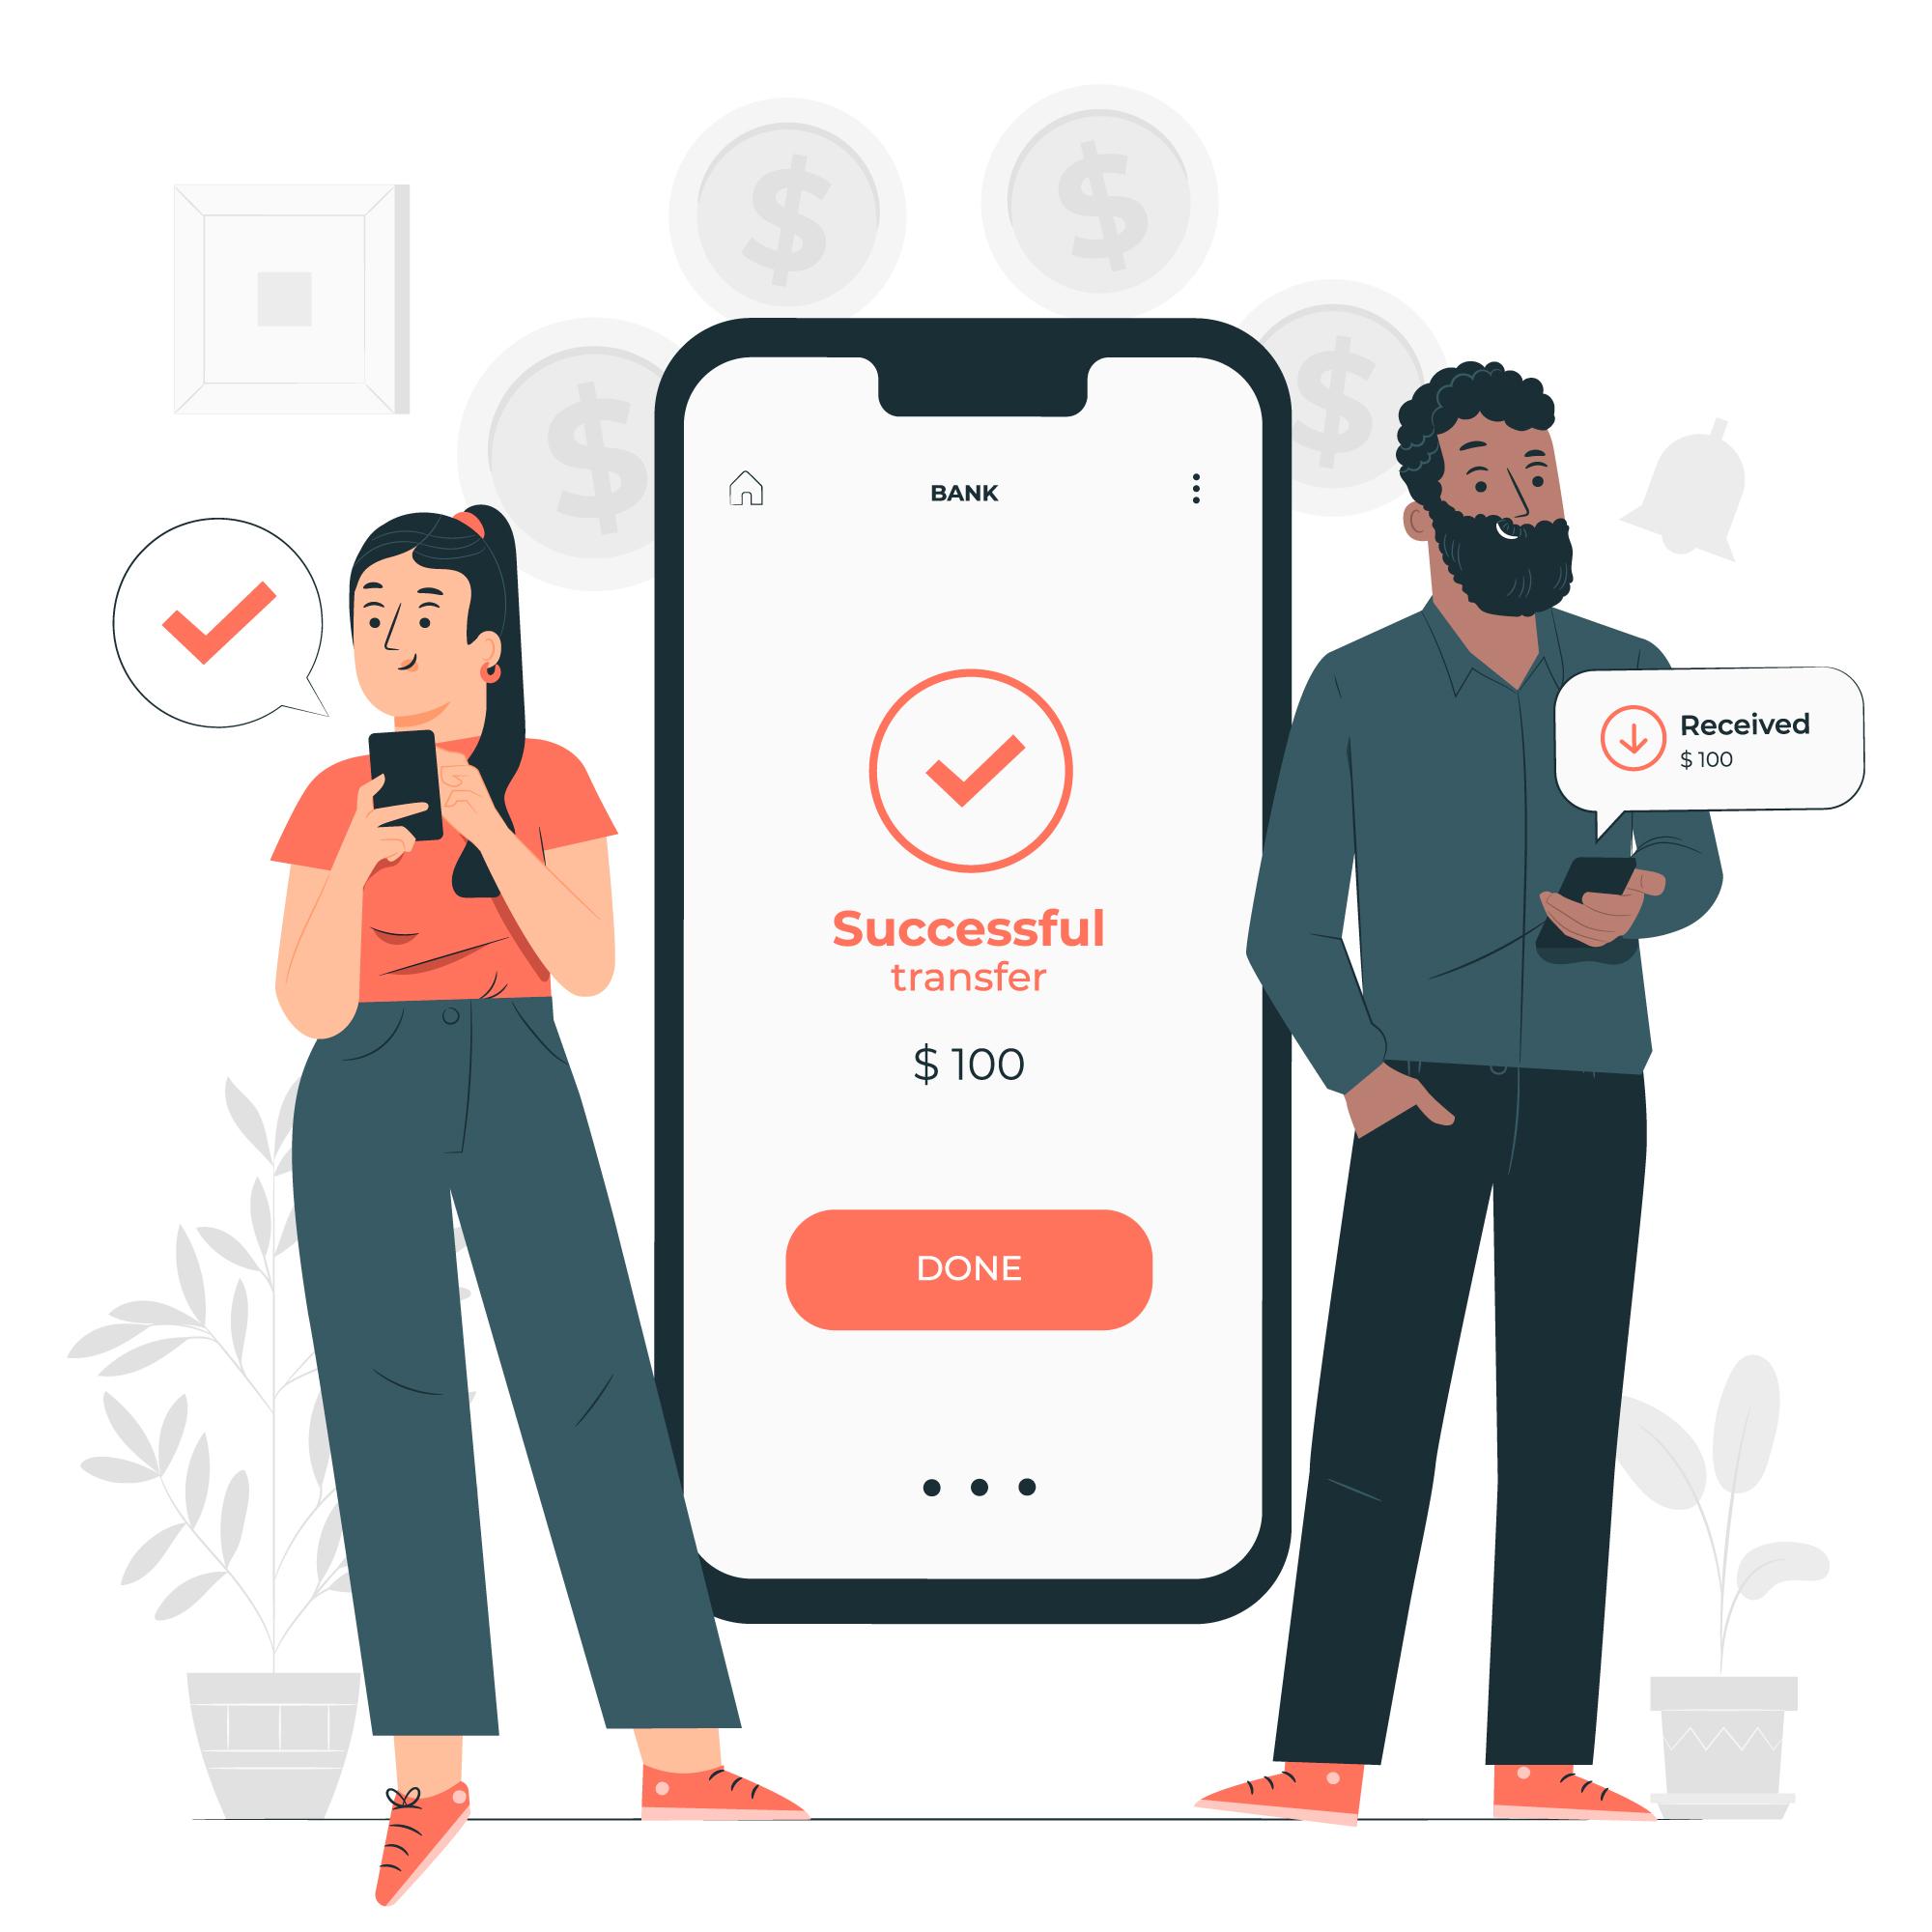 $
$
$
$
BANK
Successful
transfer
$ 100
DONE
Received
$ 100